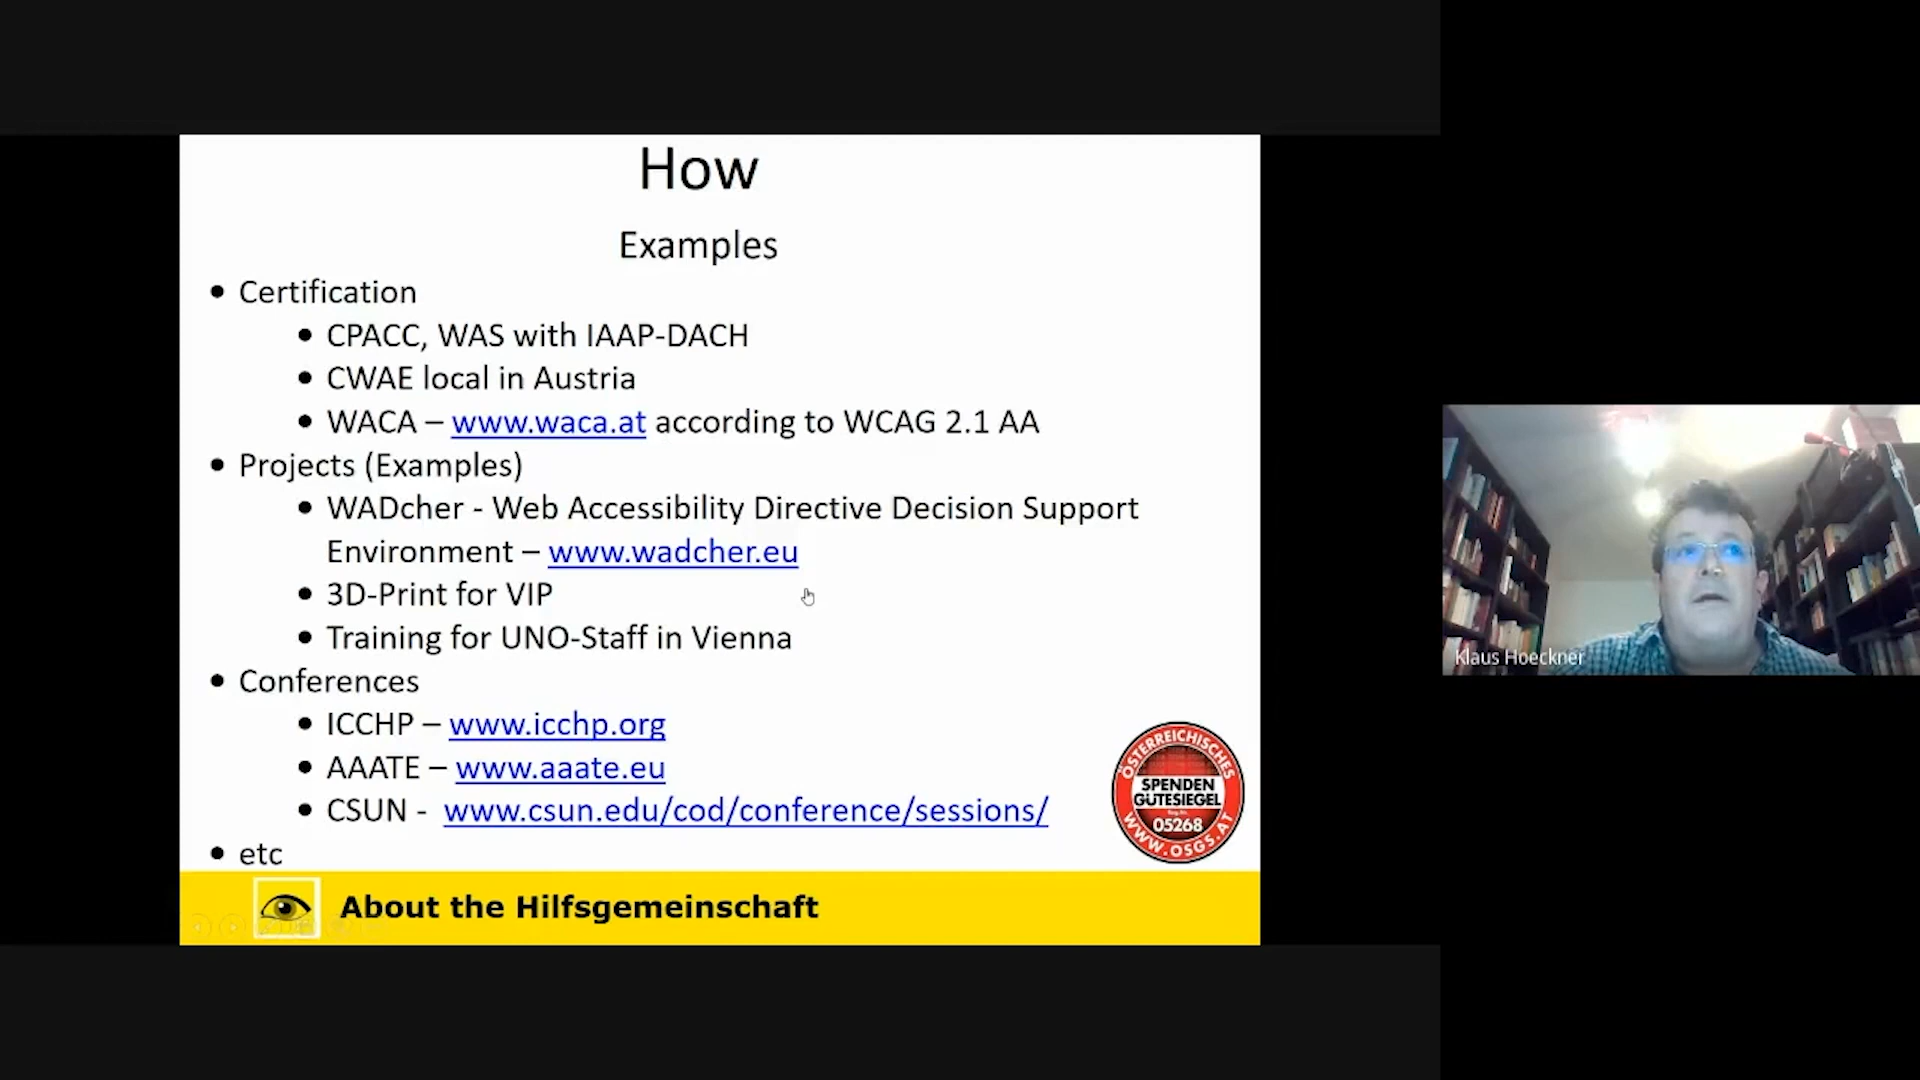 How
Examples
• Certification
• CPACC, WAS with IAAP-DACH
• CWAE local in Austria
• WACA – www.waca.at according to WCAG 2.1 AA
• Projects (Examples)
• WADcher - Web Accessibility Directive Decision Support
Environment – www.wadcher.eu
• 3D-Print for VIP
• Training for UNO-Staff in Vienna
• Conferences
• ICCHP – www.icchp.org
• AAATE – www.aaate.eu
• CSUN - www.csun.edu/cod/conference/sessions/
• etc
ÖSTERREICHISCHES
SPENDEN
GÜTESIEGEL
05268
WWW.OSGS.AT
About the Hilfsgemeinschaft
Klaus Hoeckner